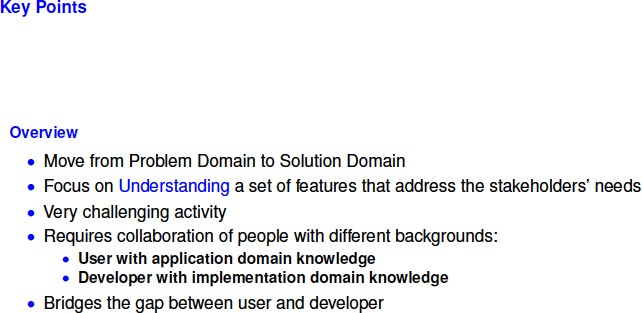 Key Points
Overview
• Move from Problem Domain to Solution Domain
• Focus on Understanding a set of features that address the stakeholders’ needs
• Very challenging activity
• Requires collaboration of people with different backgrounds:
• User with application domain knowledge
• Developer with implementation domain knowledge
• Bridges the gap between user and developer